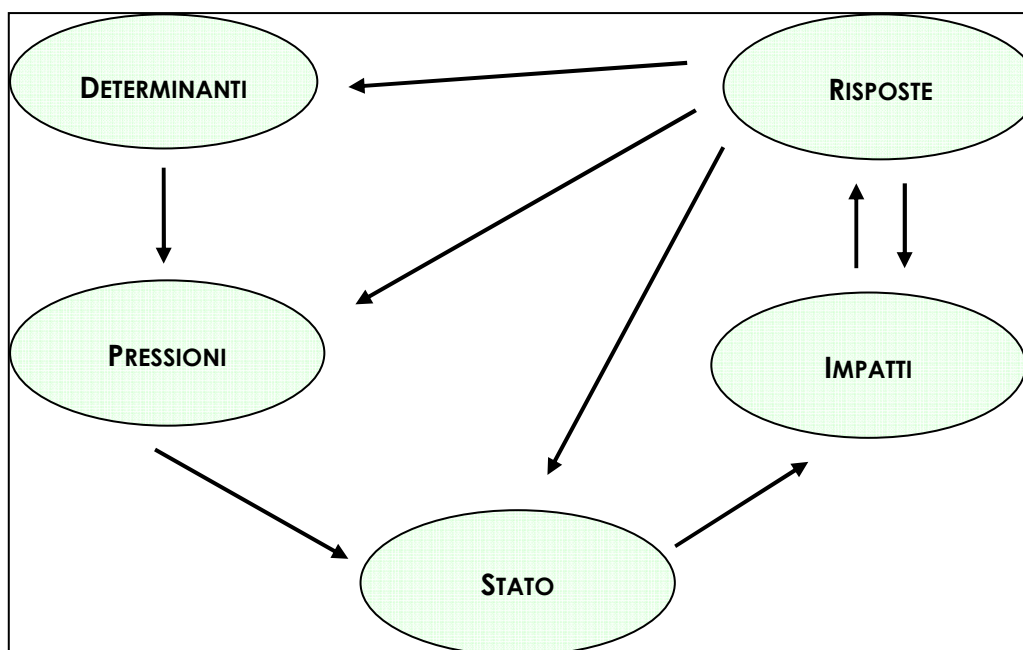 DETERMINANTI
RISPOSTE
PRESSIONI
IMPATTI
STATO